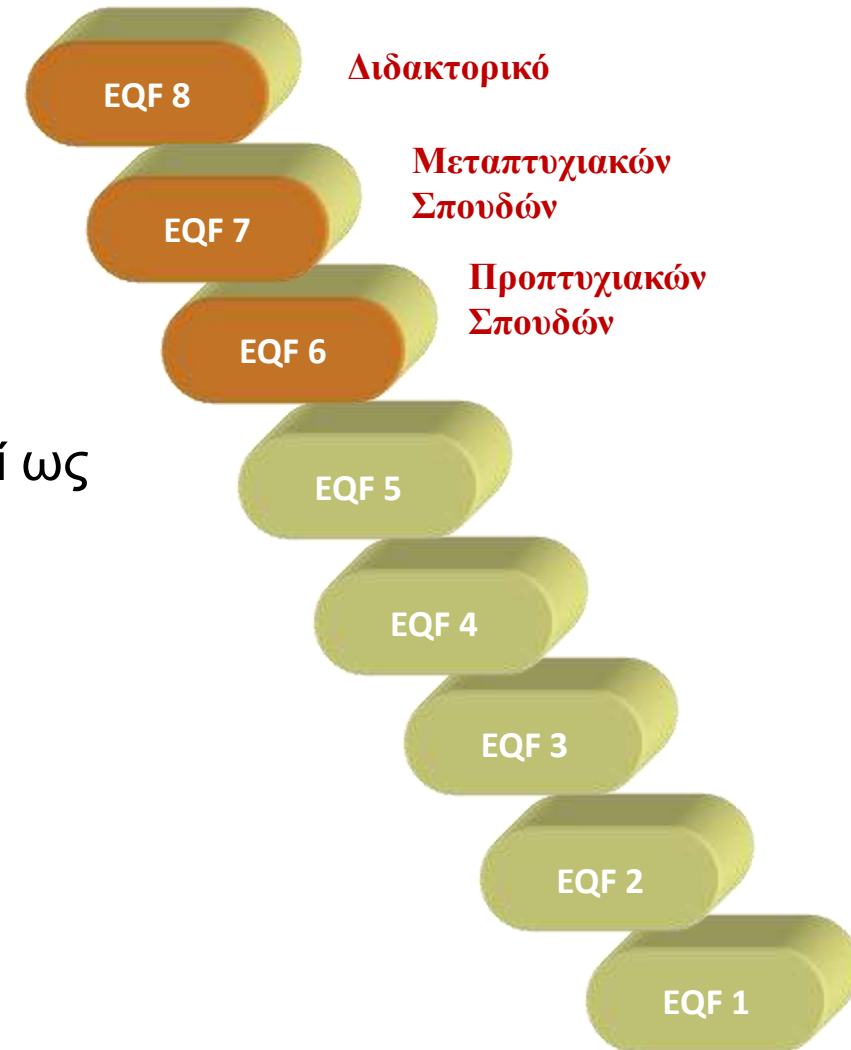 EQF 8
Διδακτορικό
EQF 7
Μεταπτυχιακών
Σπουδών
EQF 6
Προπτυχιακών
Σπουδών
ί ως
EQF 5
EQF 4
EQF 3
EQF 2
EQF 1